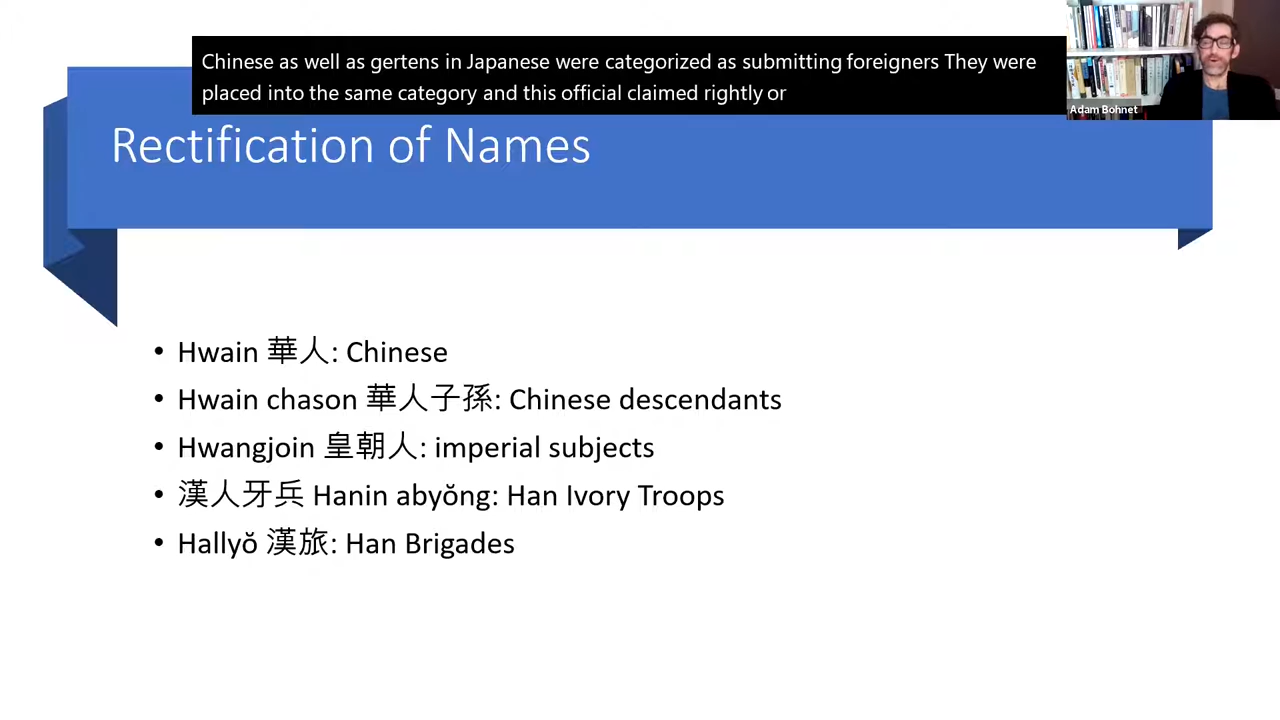 Chinese as well as gertens in Japanese were categorized as submitting foreigners They were
placed into the same category and this official claimed rightly or
Adam Bohnet
Rectification of Names
• Hwain 華人: Chinese
• Hwain chason 華人子孫: Chinese descendants
• Hwangjoin 皇朝人: imperial subjects
• 漢人牙兵 Hanin abyŏng: Han Ivory Troops
• Hallyŏ 漢旅: Han Brigades